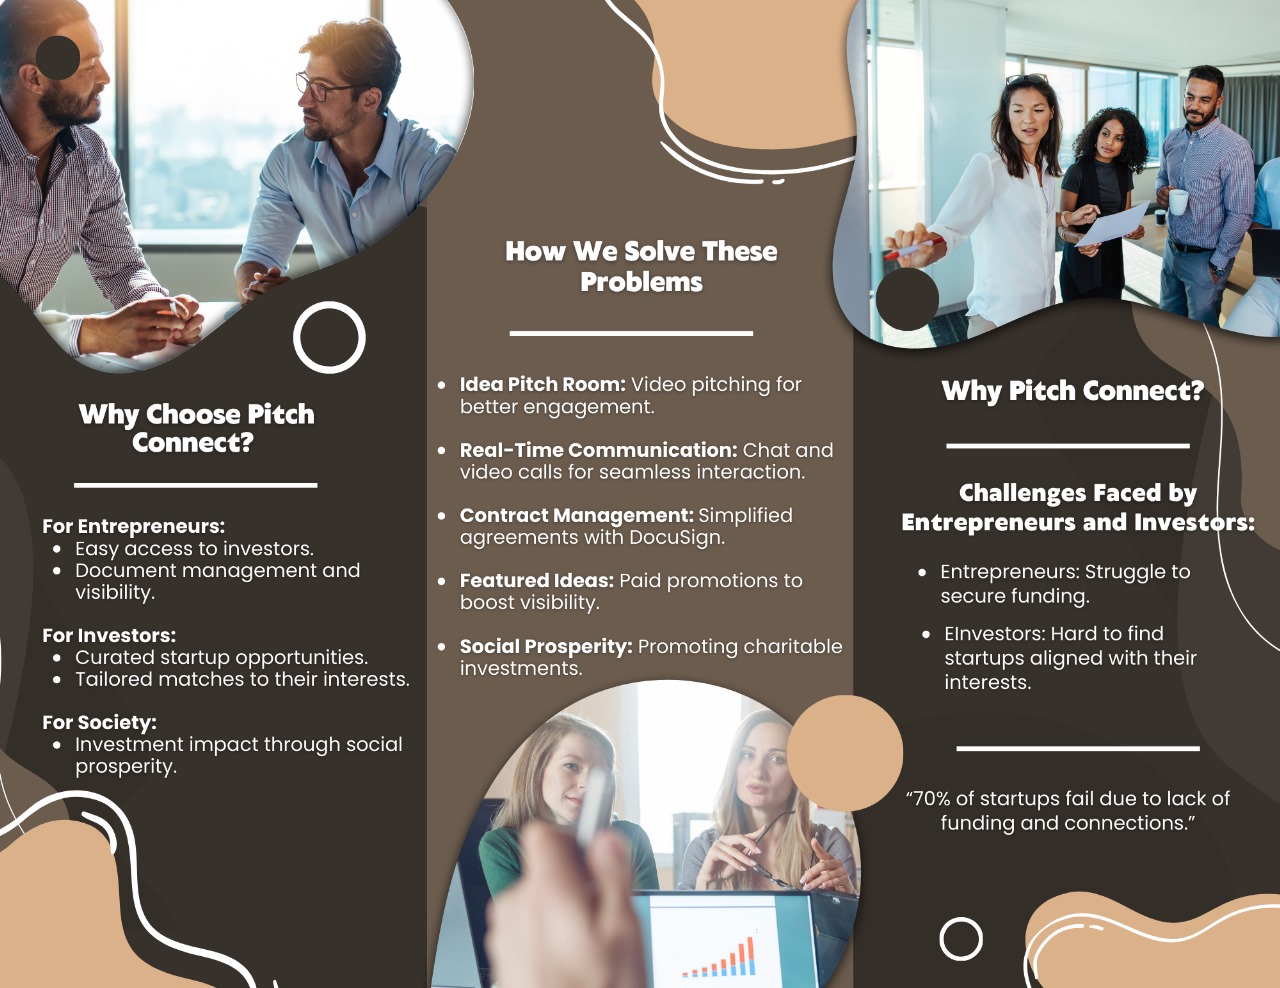 Why Choose Pitch
Connect?
For Entrepreneurs:
• Easy access to investors.
• Document management and
visibility.
For Investors:
• Curated startup opportunities.
• Tailored matches to their interests.
For Society:
• Investment impact through social
prosperity.
How We Solve These
Problems
• Idea Pitch Room: Video pitching for
better engagement.
• Real-Time Communication: Chat and
video calls for seamless interaction.
• Contract Management: Simplified
agreements with DocuSign.
• Featured Ideas: Paid promotions to
boost visibility.
• Social Prosperity: Promoting charitable
investments.
Why Pitch Connect?
Challenges Faced by
Entrepreneurs and Investors:
• Entrepreneurs: Struggle to
secure funding.
• EInvestors: Hard to find
startups aligned with their
interests.
“70% of startups fail due to lack of
funding and connections.”